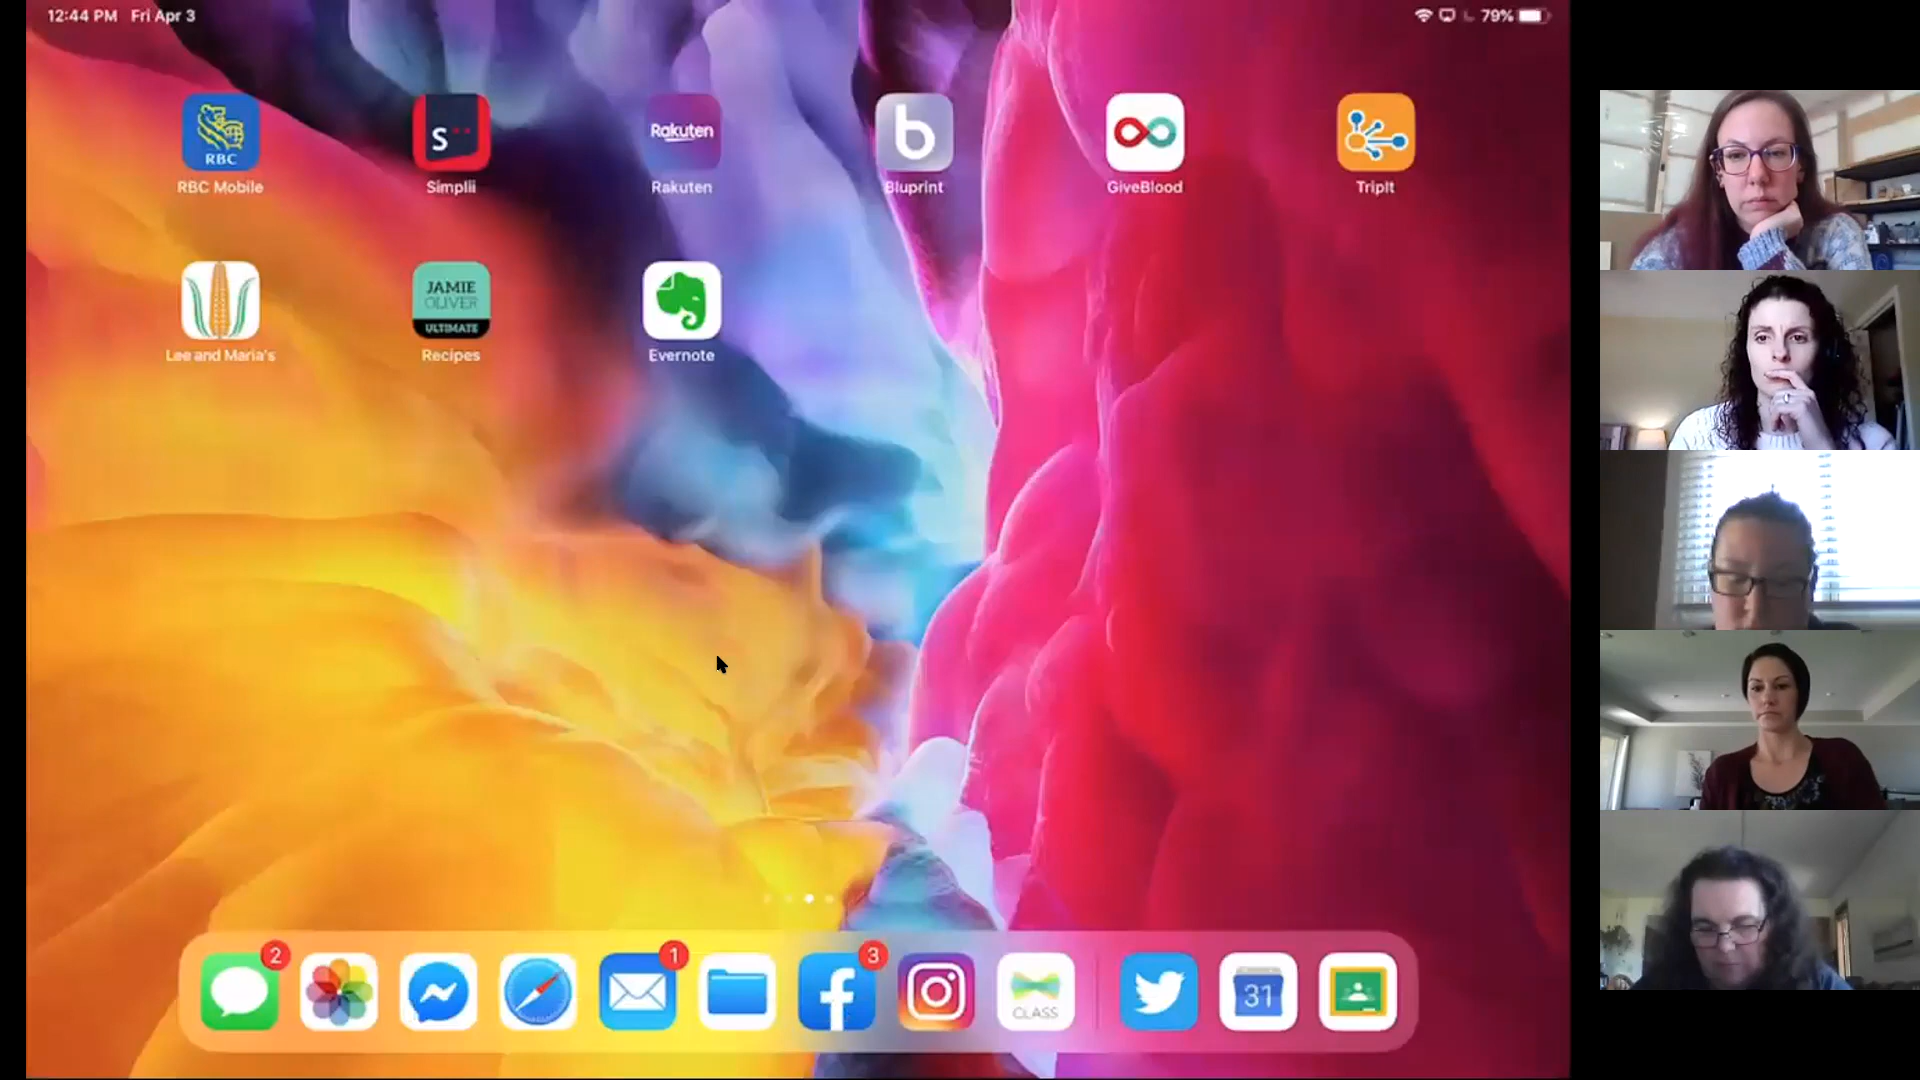 12:44 PM Fri Apr 3 79%
RBC S Rakuten b
RBC Mobile Simplii Rakuten Bluprint GiveBlood TripIt
JAMIE
OLIVER
ULTIMATE
Lee and Maria's Recipes Evernote
2 1 3
31
CLASS